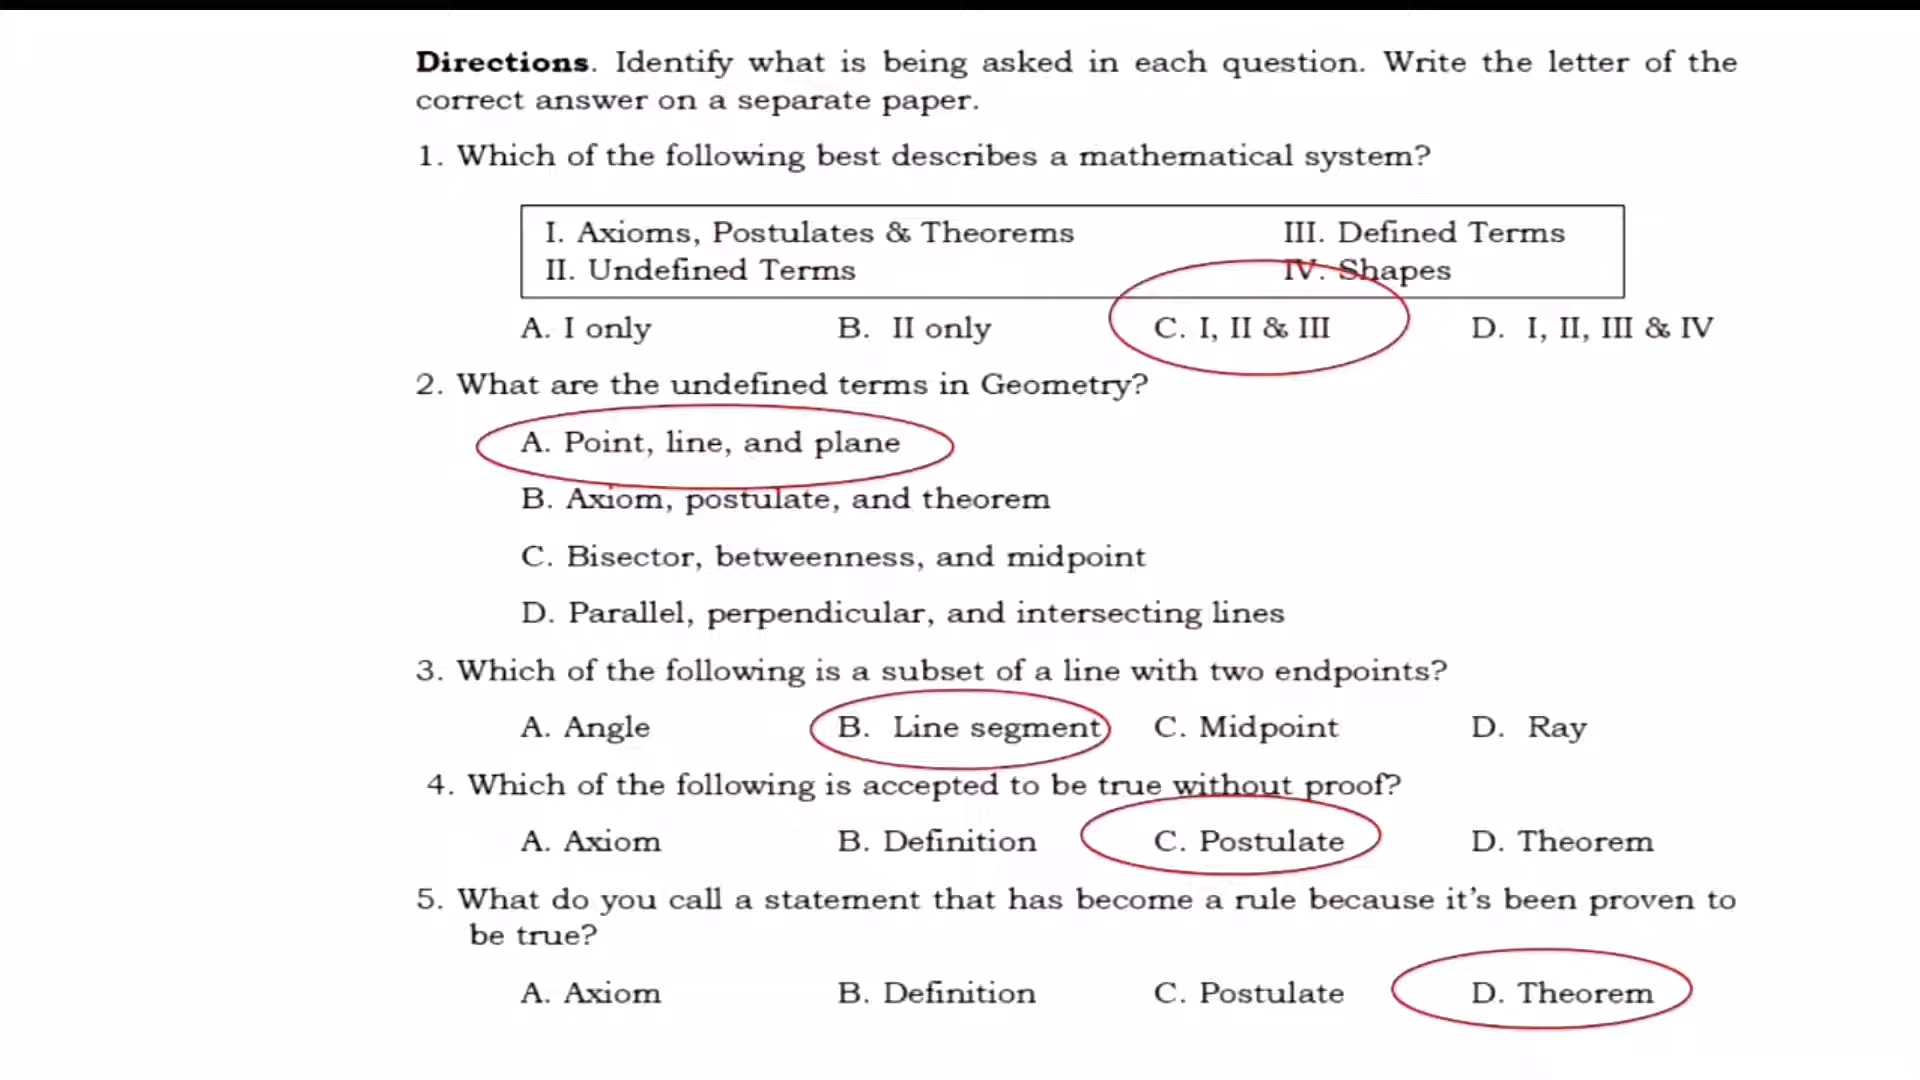 Directions. Identify what is being asked in each question. Write the letter of the
correct answer on a separate paper.
1. Which of the following best describes a mathematical system?
I. Axioms, Postulates & Theorems III. Defined Terms
II. Undefined Terms IV. Shapes
A. I only B. II only C. I, II & III D. I, II, III & IV
2. What are the undefined terms in Geometry?
A. Point, line, and plane
B. Axiom, postulate, and theorem
C. Bisector, betweenness, and midpoint
D. Parallel, perpendicular, and intersecting lines
3. Which of the following is a subset of a line with two endpoints?
A. Angle B. Line segment C. Midpoint D. Ray
4. Which of the following is accepted to be true without proof?
A. Axiom B. Definition C. Postulate D. Theorem
5. What do you call a statement that has become a rule because it's been proven to
be true?
A. Axiom B. Definition C. Postulate D. Theorem